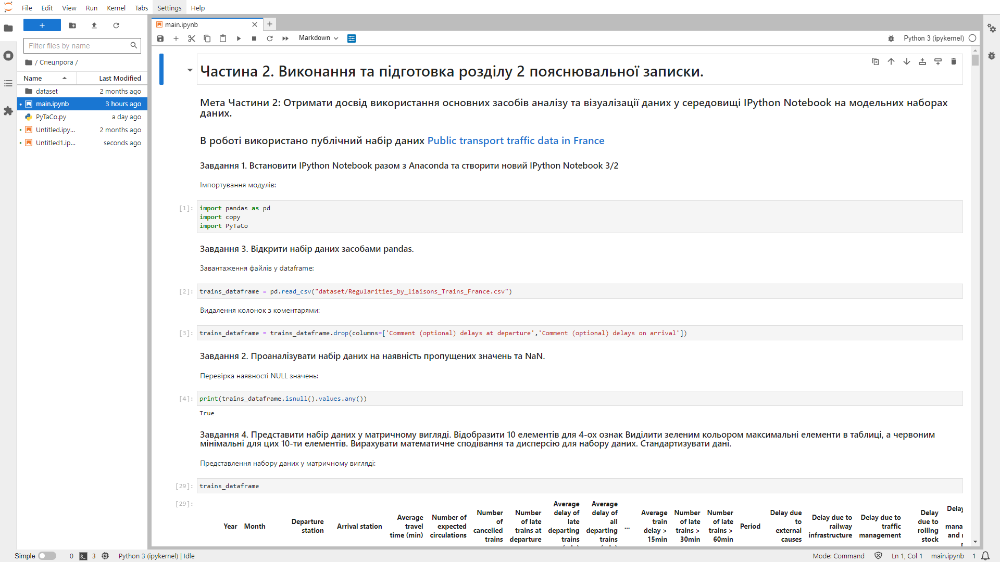 File Edit View Run Kernel Tabs Settings Help
Filter files by name
/ Спецпрога /
Name Last Modified
dataset 2 months ago
main.ipynb 3 hours ago
PyTaCo.py a day ago
Untitled.ipy... 2 months ago
Untitled1.ip... seconds ago
main.ipynb
Markdown
Python 3 (ipykernel)
Частина 2. Виконання та підготовка розділу 2 пояснювальної записки.
Мета Частини 2: Отримати досвід використання основних засобів аналізу та візуалізації даних у середовищі IPython Notebook на модельних наборах
даних.
В роботі використано публічний набір даних Public transport traffic data in France
Завдання 1. Встановити IPython Notebook разом з Anaconda та створити новий IPython Notebook 3/2
Імпортування модулів:
[1]: import pandas as pd
import copy
import PyTaCo
Завдання 3. Відкрити набір даних засобами pandas.
Завантаження файлів у dataframe:
[2]: trains_dataframe = pd.read_csv("dataset/Regularities_by_liaisons_Trains_France.csv")
Видалення колонок з коментарями:
[3]: trains_dataframe = trains_dataframe.drop(columns=['Comment (optional) delays at departure','Comment (optional) delays on arrival'])
Завдання 2. Проаналізувати набір даних на наявність пропущених значень та NaN.
Перевірка наявності NULL значень:
[4]: print(trains_dataframe.isnull().values.any())
True
Завдання 4. Представити набір даних у матричному вигляді. Відобразити 10 елементів для 4-ох ознак Виділити зеленим кольором максимальні елементи в таблиці, а червоним
мінімальні для цих 10-ти елементів. Вирахувати математичне сподівання та дисперсію для набору даних. Стандартизувати дані.
Представлення набору даних у матричному вигляді:
[29]: trains_dataframe
[29]:
Year
Month
Departure
station
Arrival station
Average
travel
time (min)
Number of
expected
circulations
Number
of
cancelled
trains
Number
of late
trains at
departure
Average
delay of
late
departing
trains
Average
delay of
all
departing
trains
...
Average
train
delay >
15min
Number
of late
trains >
30min
Number
of late
trains >
60min
Period
Delay due
to
external
causes
Delay due to
railway
infrastructure
Delay due to
traffic
management
Delay
due to
rolling
stock
Delay
mana
and
Simple 0 3 Python 3 (ipykernel) | Idle Mode: Command Ln 1, Col 1 main.ipynb 1